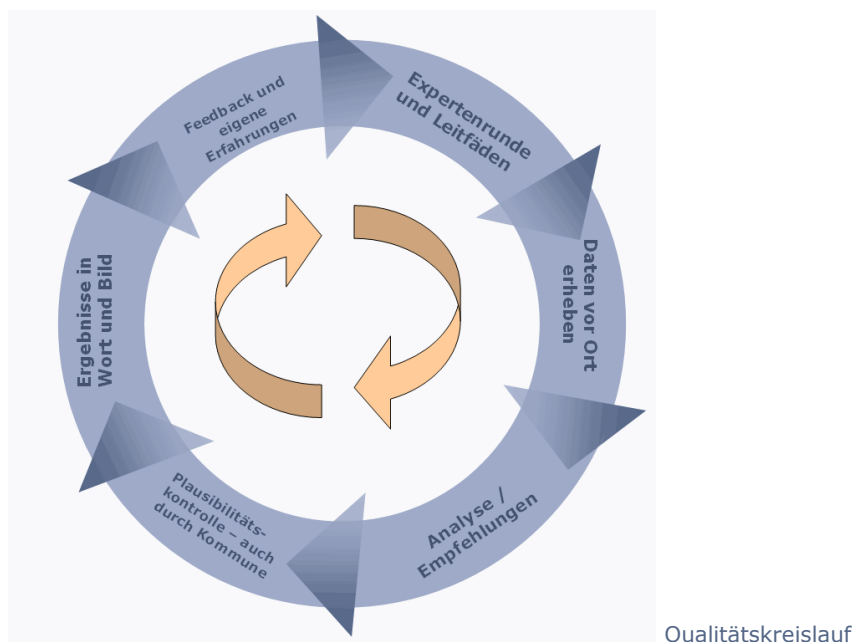 Expertenrunde
und Leitfäden
Daten vor Ort
erheben
Analyse /
Empfehlungen
Plausibilitäts-
kontrolle – auch
durch Kommune
Ergebnisse in
Wort und Bild
Feedback und
eigene
Erfahrungen
Qualitätskreislauf